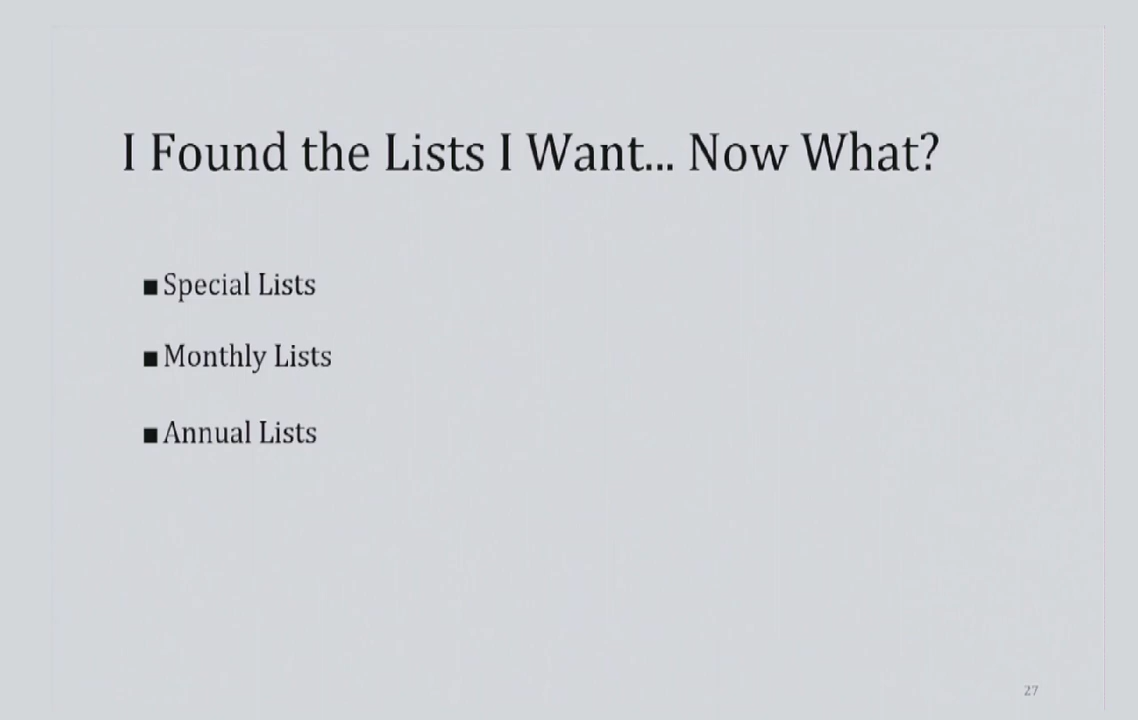 I Found the Lists I Want... Now What?
■ Special Lists
■ Monthly Lists
■ Annual Lists
27